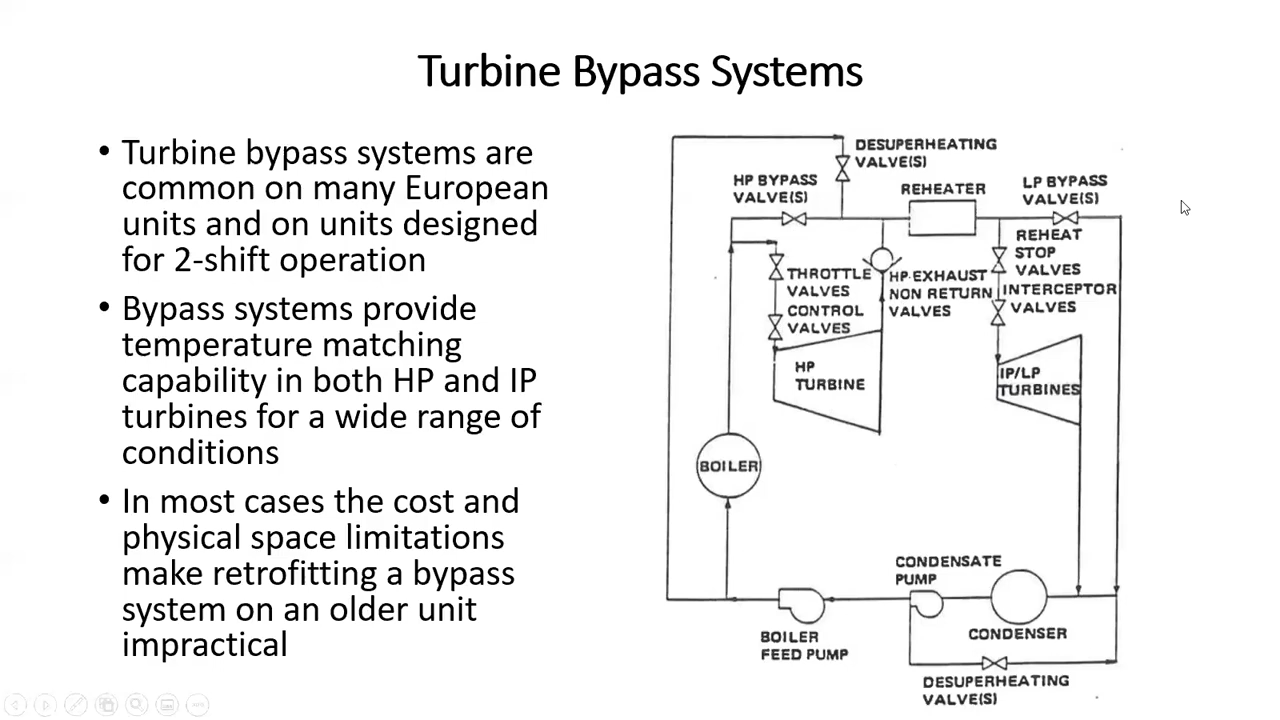 Turbine Bypass Systems
• Turbine bypass systems are
common on many European
units and on units designed
for 2-shift operation
• Bypass systems provide
temperature matching
capability in both HP and IP
turbines for a wide range of
conditions
• In most cases the cost and
physical space limitations
make retrofitting a bypass
system on an older unit
impractical
DESUPERHEATING
VALVE(S)
HP BYPASS
VALVE(S)
REHEATER
LP BYPASS
VALVE(S)
THROTTLE
VALVES
CONTROL
VALVES
HP EXHAUST
NON RETURN
VALVES
REHEAT
STOP
VALVES
INTERCEPTOR
VALVES
HP
TURBINE
IP/LP
TURBINES
BOILER
CONDENSATE
PUMP
BOILER
FEED PUMP
CONDENSER
DESUPERHEATING
VALVE(S)